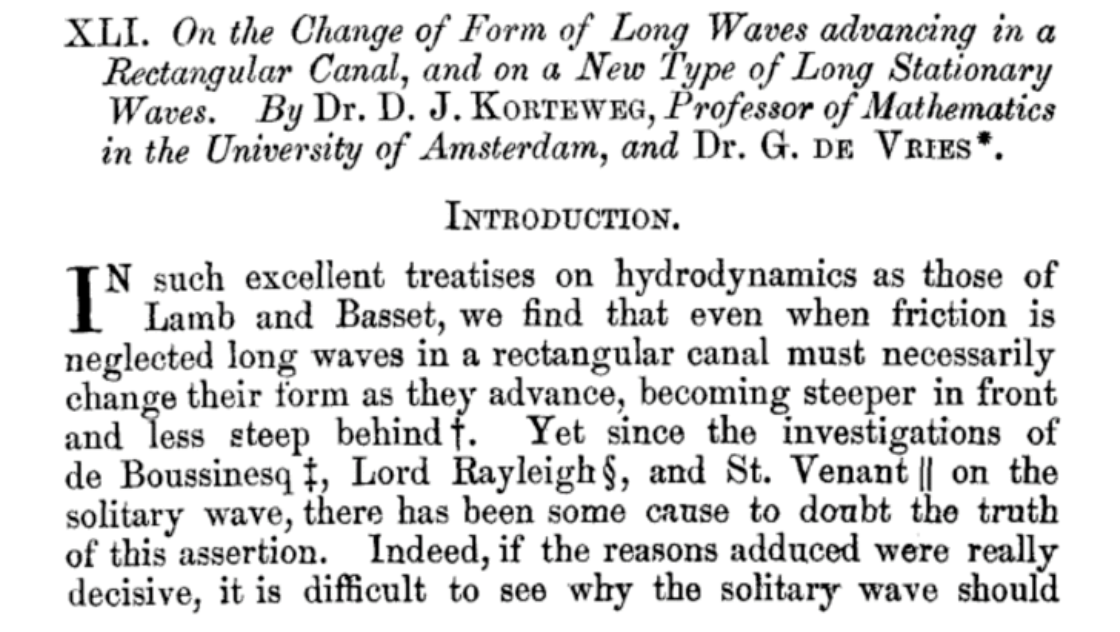 XLI. On the Change of Form of Long Waves advancing in a
Rectangular Canal, and on a New Type of Long Stationary
Waves. By Dr. D. J. KORTEWEG, Professor of Mathematics
in the University of Amsterdam, and Dr. G. DE VRIES*.
INTRODUCTION.
IN such excellent treatises on hydrodynamics as those of
Lamb and Basset, we find that even when friction is
neglected long waves in a rectangular canal must necessarily
change their form as they advance, becoming steeper in front
and less steep behind †. Yet since the investigations of
de Boussinesq ‡, Lord Rayleigh §, and St. Venant || on the
solitary wave, there has been some cause to doubt the truth
of this assertion. Indeed, if the reasons adduced were really
decisive, it is difficult to see why the solitary wave should